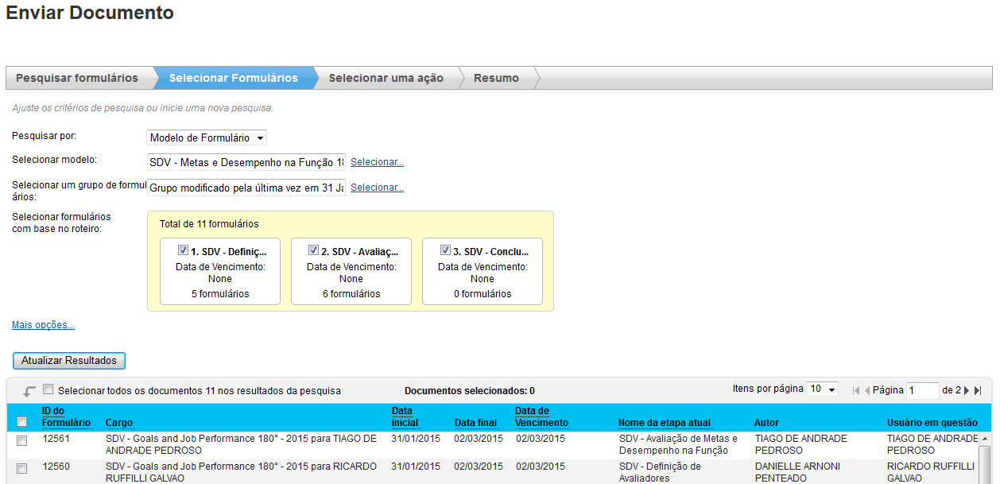 Enviar Documento
Pesquisar formulários Selecionar Formulários Selecionar uma ação Resumo
Ajuste os critérios de pesquisa ou inicie uma nova pesquisa.
Pesquisar por: Modelo de Formulário
Selecionar modelo: SDV - Metas e Desempenho na Função 18 Selecionar...
Selecionar um grupo de formul
ários: Grupo modificado pela última vez em 31 Ja Selecionar...
Selecionar formulários
com base no roteiro:
Total de 11 formulários
1. SDV - Definiç... 2. SDV - Avaliaç... 3. SDV - Conclu...
Data de Vencimento: Data de Vencimento: Data de Vencimento:
None None None
5 formulários 6 formulários 0 formulários
Mais opções...
Atualizar Resultados
Selecionar todos os documentos 11 nos resultados da pesquisa Documentos selecionados: 0 Itens por página 10 Página 1 de 2
ID do Data Data de
Formulário Cargo inicial Data final Vencimento Nome da etapa atual Autor Usuário em questão
12561 SDV - Goals and Job Performance 180° - 2015 para TIAGO DE 31/01/2015 02/03/2015 02/03/2015 SDV - Avaliação de Metas e TIAGO DE ANDRADE TIAGO DE ANDRADE
ANDRADE PEDROSO Desempenho na Função PEDROSO PEDROSO
12560 SDV - Goals and Job Performance 180° - 2015 para RICARDO 31/01/2015 02/03/2015 02/03/2015 SDV - Definição de DANIELLE ARNONI RICARDO RUFFILLI
RUFFILLI GALVAO Avaliadores PENTEADO GALVAO